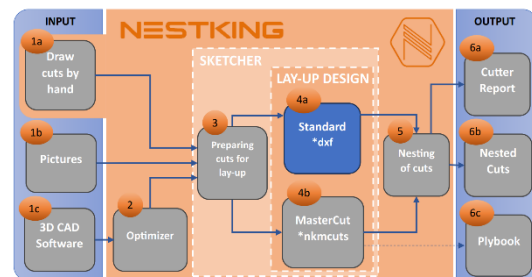 INPUT
NESTKING
OUTPUT
1a
Draw
cuts by
hand
SKETCHER
LAY-UP DESIGN
6a
Cutter
Report
4a
Standard
*dxf
1b
Pictures
3
Preparing
cuts for
lay-up
5
Nesting
of cuts
6b
Nested
Cuts
1c
3D CAD
Software
2
Optimizer
4b
MasterCut
*nkmcuts
6c
Plybook